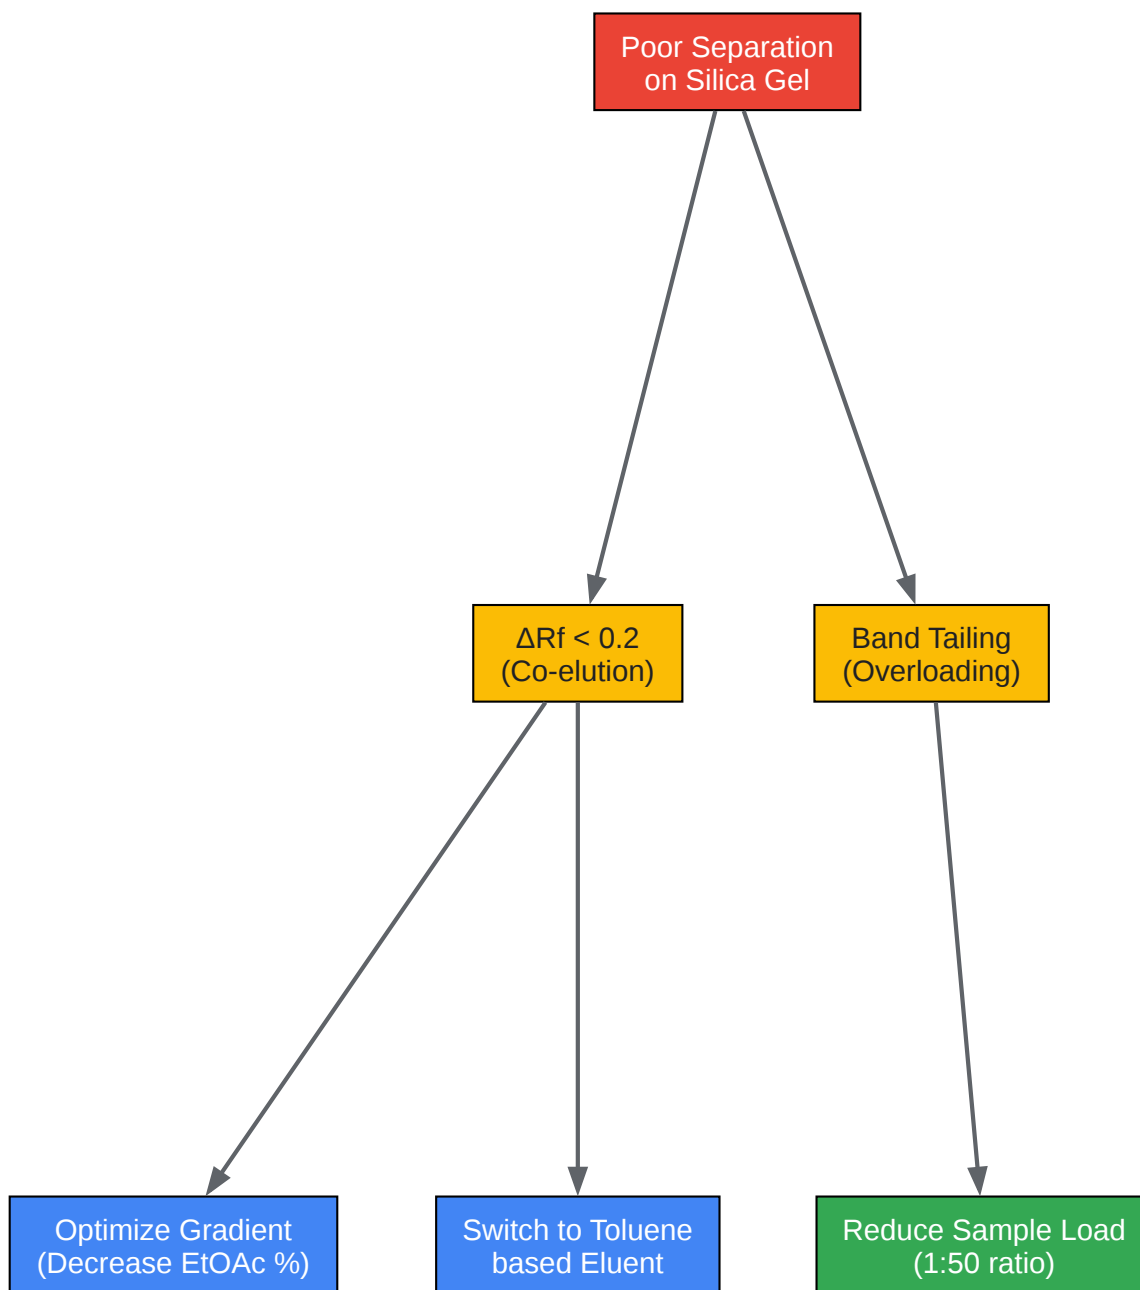 Poor Separation
on Silica Gel
ΔRf < 0.2
(Co-elution)
Band Tailing
(Overloading)
Optimize Gradient
(Decrease EtOAc %)
Switch to Toluene
based Eluent
Reduce Sample Load
(1:50 ratio)